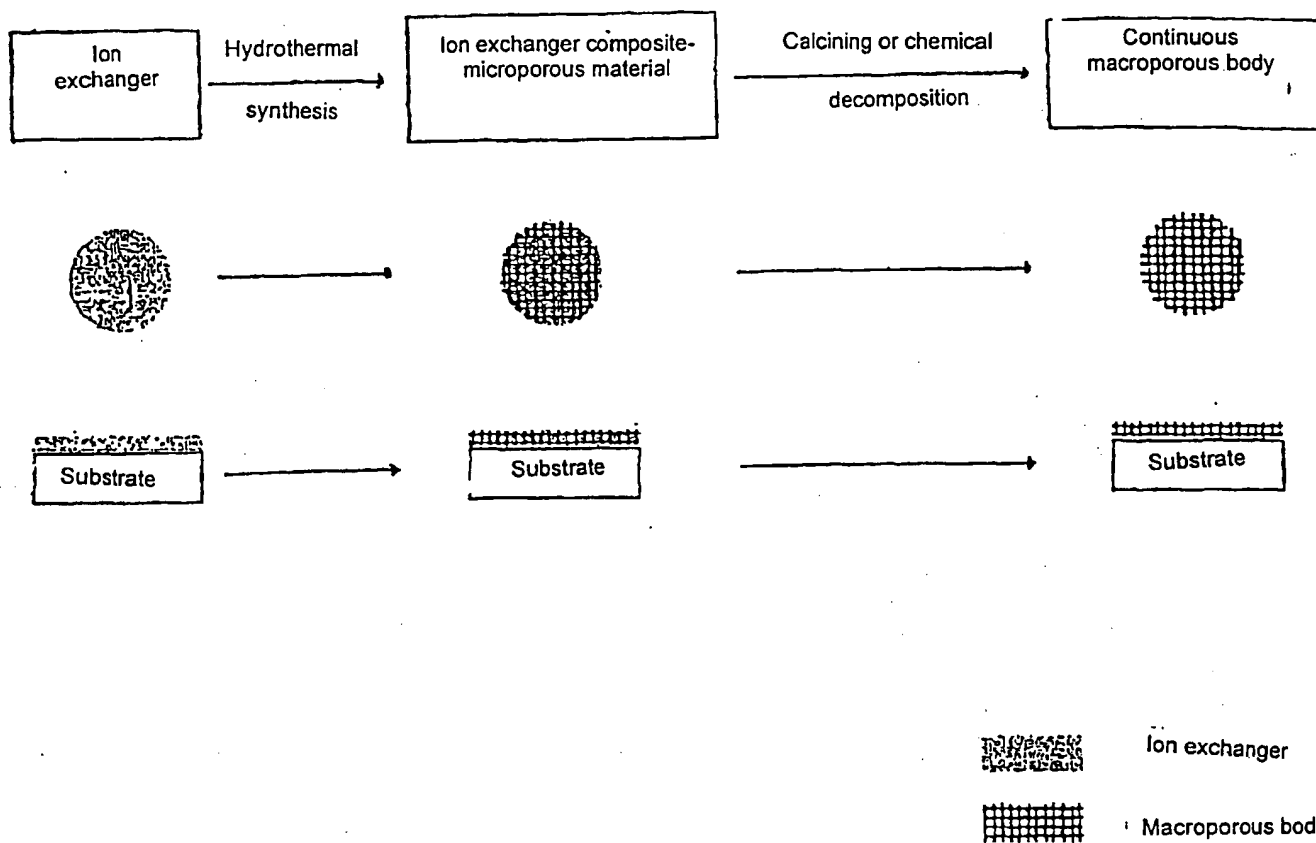 Ion
exchanger
Hydrothermal
synthesis
Ion exchanger composite-
microporous material
Calcining or chemical
decomposition
Continuous
macroporous body
Substrate
Substrate
Substrate
Ion exchanger
Macroporous bod